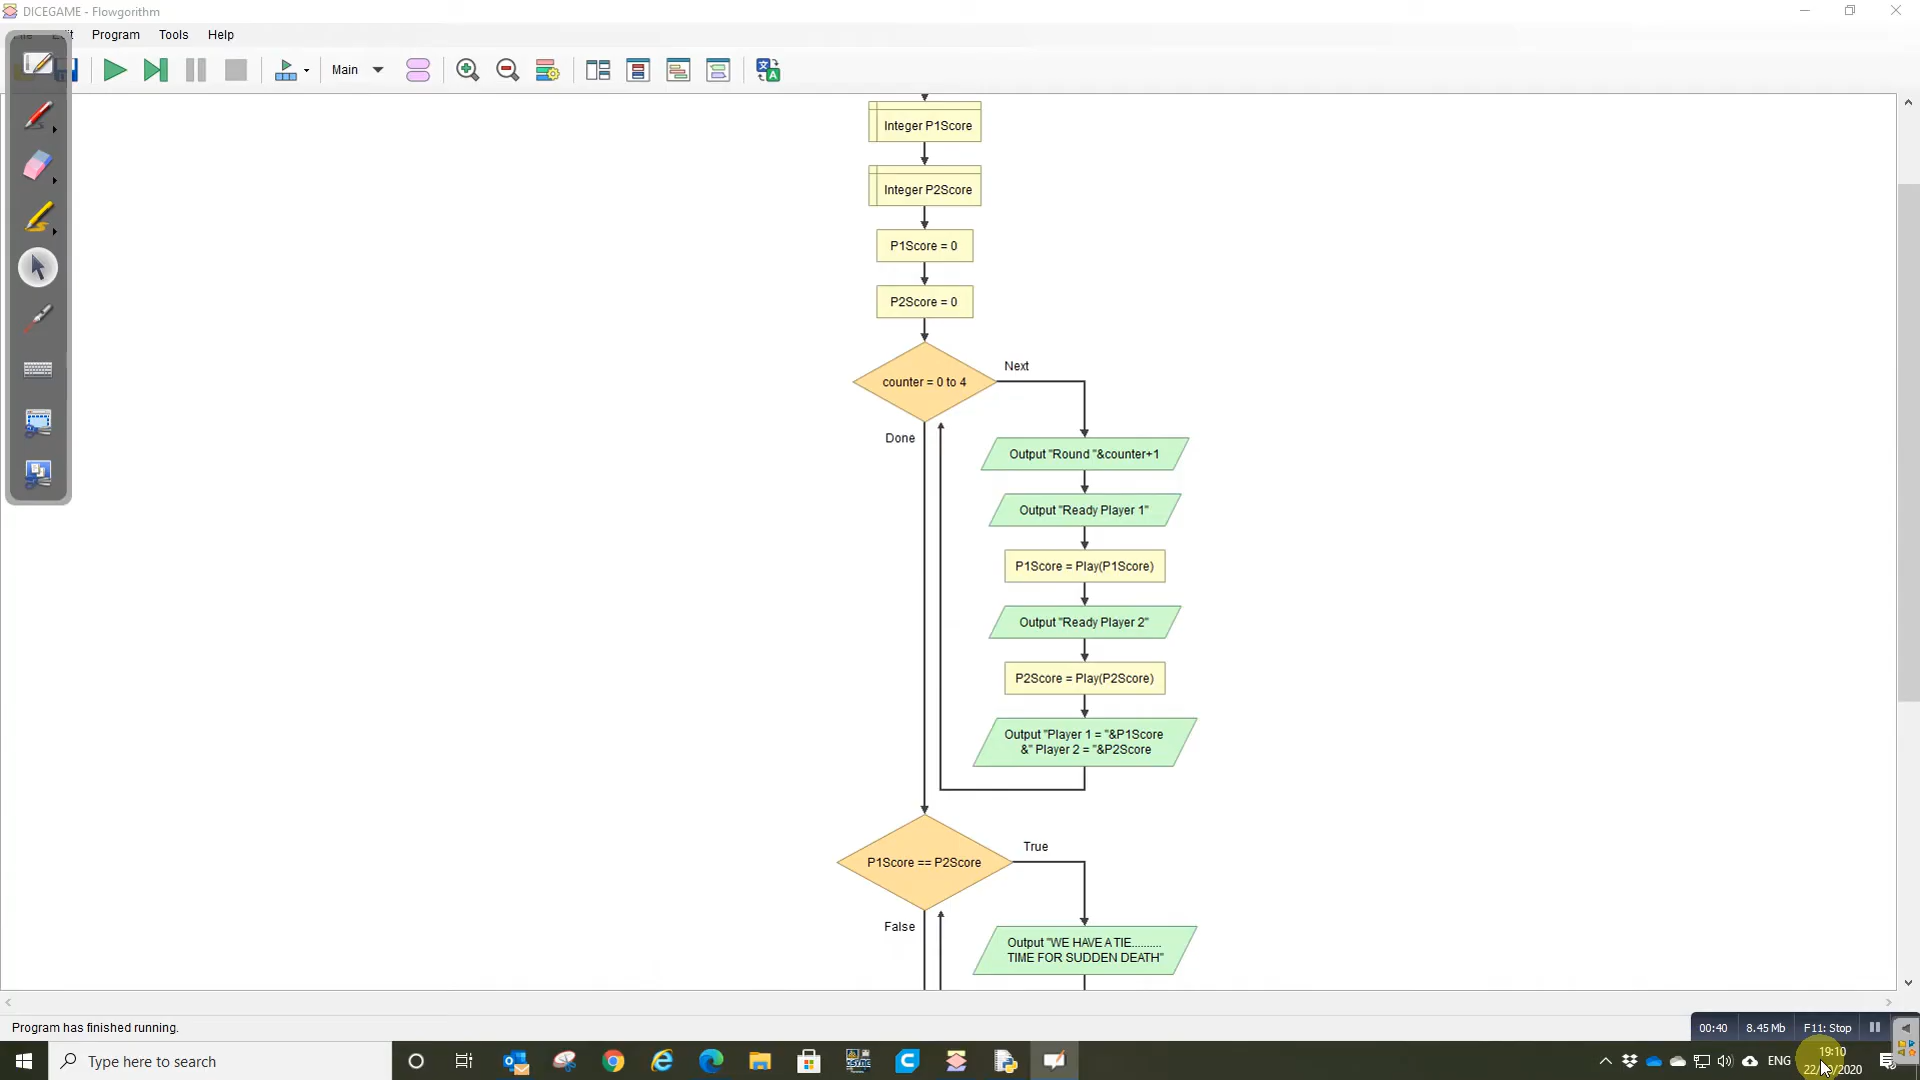 DICEGAME - Flowgorithm
Program Tools Help
Main
Integer P1Score
Integer P2Score
P1Score = 0
P2Score = 0
counter = 0 to 4
Next
Done
Output "Round "&counter+1
Output "Ready Player 1"
P1Score = Play(P1Score)
Output "Ready Player 2"
P2Score = Play(P2Score)
Output "Player 1 = "&P1Score
&" Player 2 = "&P2Score
P1Score == P2Score
True
False
Output "WE HAVE A TIE..........
TIME FOR SUDDEN DEATH"
Program has finished running.
00:40 8.45 Mb F11: Stop
Type here to search
ENG
19:10